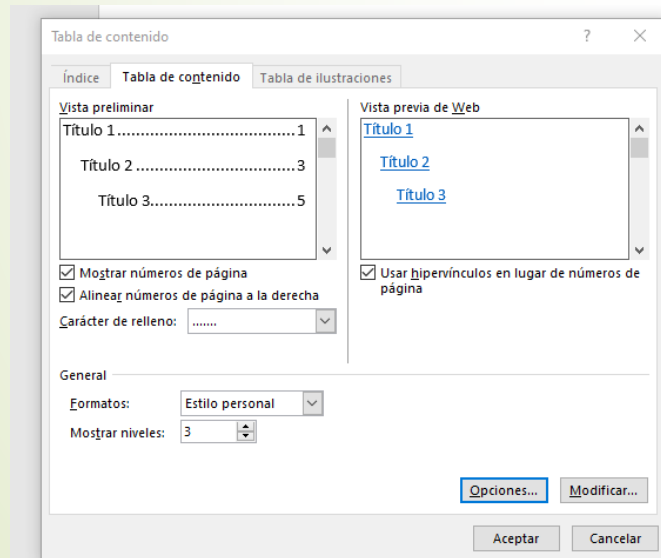 Tabla de contenido ?
Índice Tabla de contenido Tabla de ilustraciones
Vista preliminar
Título 1.......................................1
Título 2 ...................................3
Título 3................................5
Mostrar números de página
Alinear números de página a la derecha
Carácter de relleno: .......
Vista previa de Web
Título 1
Título 2
Título 3
Usar hipervínculos en lugar de números de
página
General
Formatos: Estilo personal
Mostrar niveles: 3
Opciones... Modificar...
Aceptar Cancelar